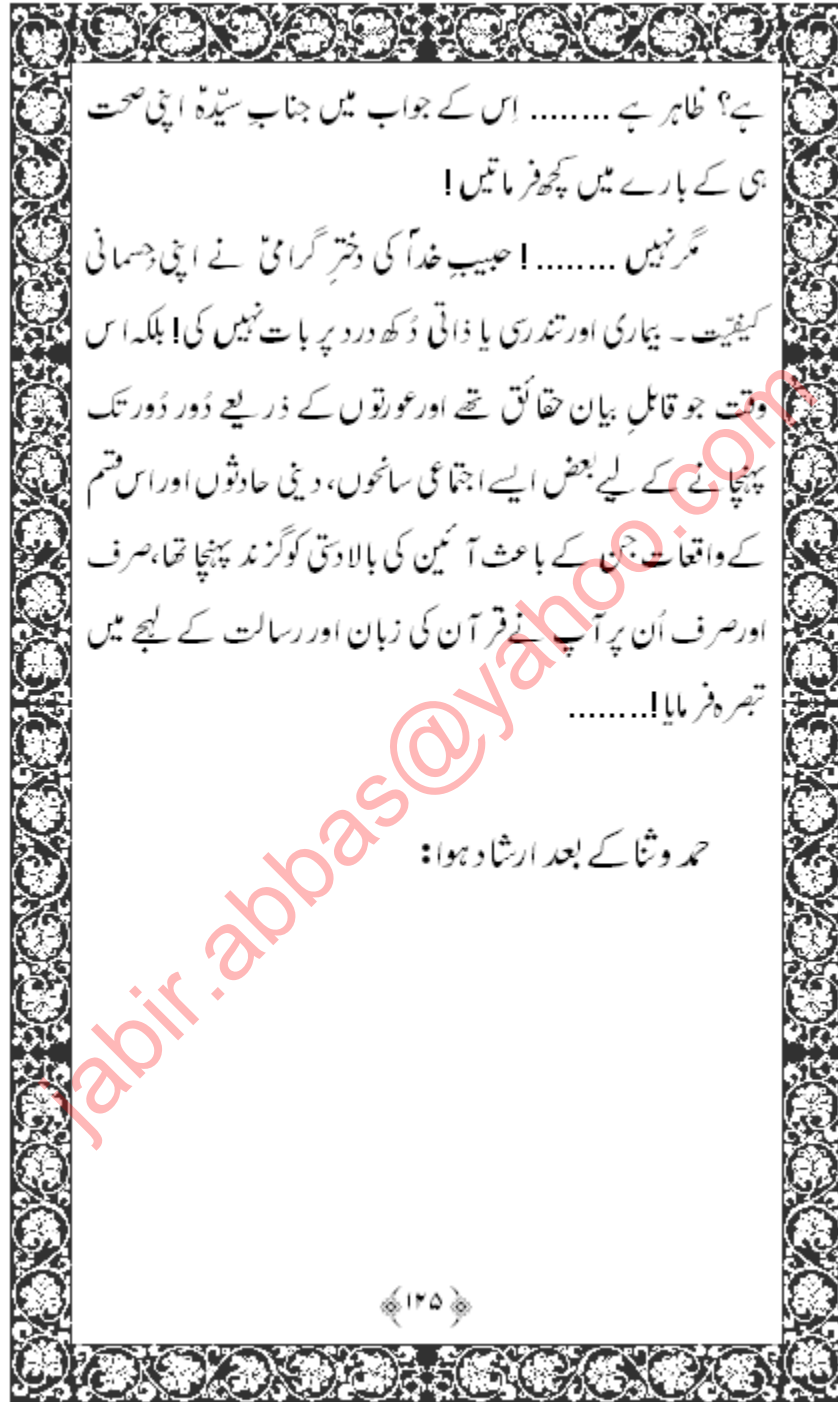 ہے؟ ظاہر ہے ........ اِس کے جواب میں جنابِ سیّدہؑ اپنی صحت
ہی کے بارے میں کچھ فرماتیں!
مگر نہیں ........! حبیبِ خداؐ کی دخترِ گرامیؑ نے اپنی جسمانی
کیفیّت ۔ بیماری اور تندرسی یا ذاتی دُکھ درد پر بات نہیں کی! بلکہ اس
وقت جو قابلِ بیان حقائق تھے اور عورتوں کے ذریعے دُور دُور تک
پہنچانے کے لیے بعض ایسے اجتماعی سانحوں، دینی حادثوں اور اس قسم
کے واقعات جن کے باعث آئین کی بالادستی کو گزند پہنچا تھا، صرف
اور صرف اُن پر آپ نے قرآن کی زبان اور رسالت کے لہجے میں
تبصرہ فرمایا!........
حمد و ثنا کے بعد ارشاد ہوا:
jabir.abbas@yahoo.com
﴿۱۲۵﴾